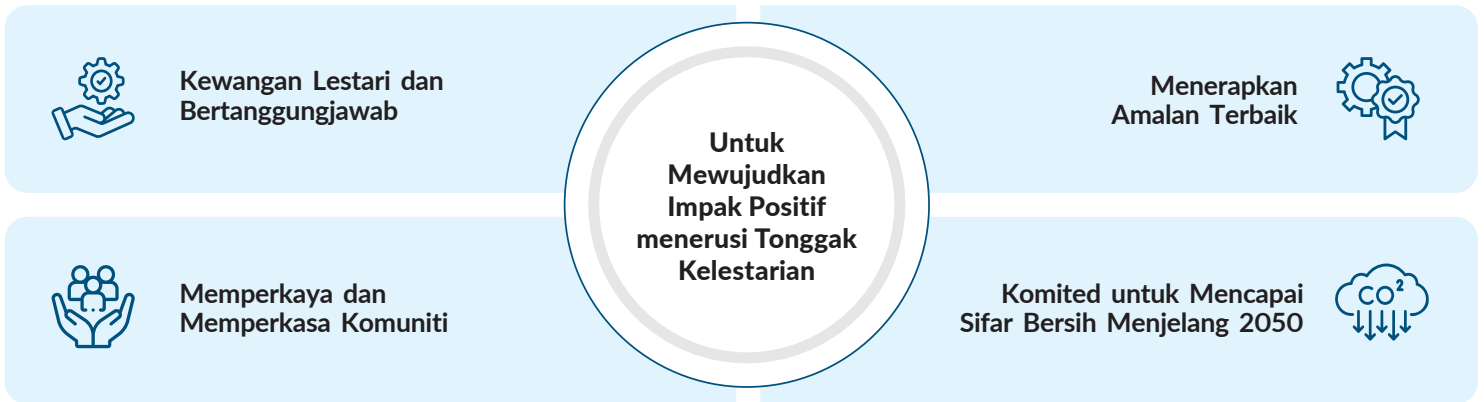 Kewangan Lestari dan
Bertanggungjawab
Menerapkan
Amalan Terbaik
Untuk
Mewujudkan
Impak Positif
menerusi Tonggak
Kelestarian
Memperkaya dan
Memperkasa Komuniti
Komited untuk Mencapai
Sifar Bersih Menjelang 2050
CO²